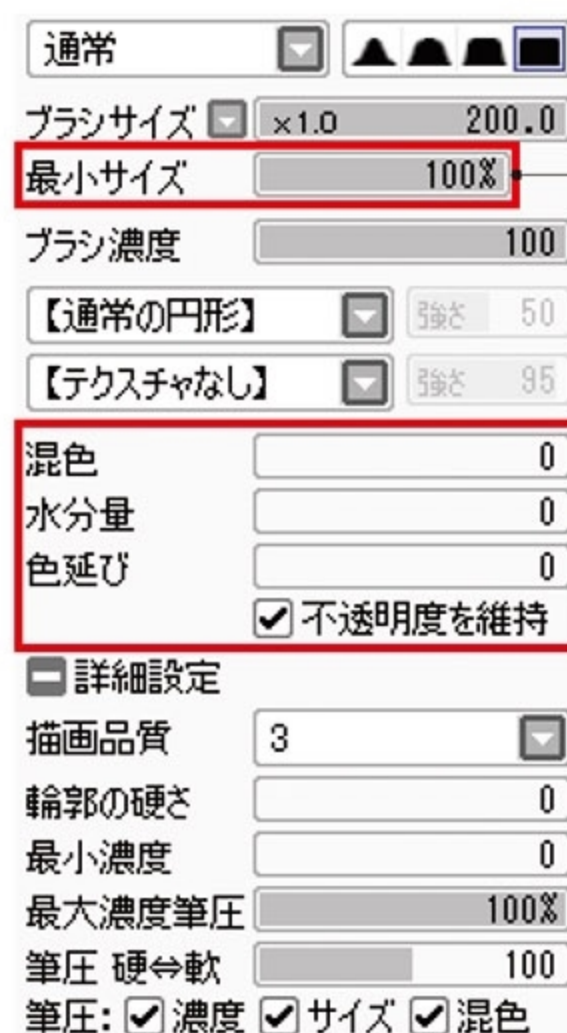 通常
ブラシサイズ ×1.0 200.0
最小サイズ 100%
ブラシ濃度 100
【通常の円形】 強さ 50
【テクスチャなし】 強さ 95
混色 0
水分量 0
色延び 0
不透明度を維持
詳細設定
描画品質 3
輪郭の硬さ 0
最小濃度 0
最大濃度筆圧 100%
筆圧 硬⇔軟 100
筆圧: 濃度 サイズ 混色